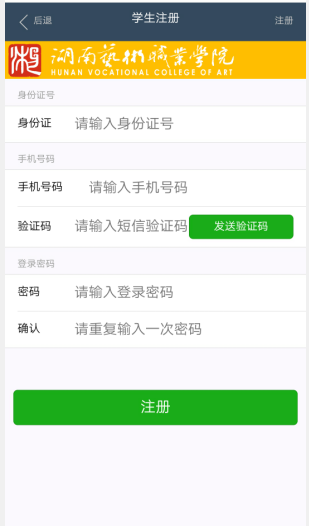 后退 学生注册 注册
湖南艺术职业学院
HUNAN VOCATIONAL COLLEGE OF ART
身份证号
身份证 请输入身份证号
手机号码
手机号码 请输入手机号码
验证码 请输入短信验证码 发送验证码
登录密码
密码 请输入登录密码
确认 请重复输入一次密码
注册